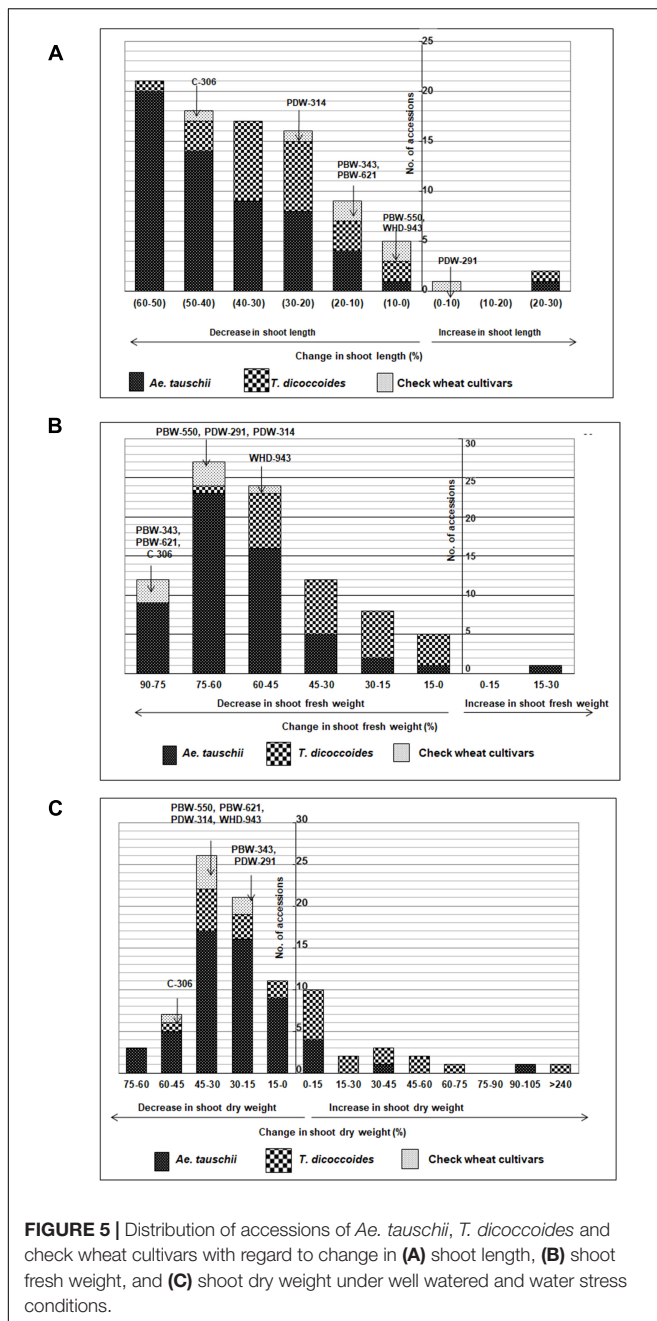 A
25
20
15
10
5
0
No. of accessions
C-306
PDW-314
PBW-343,
PBW-621
PBW-550,
WHD-943
PDW-291
(60-50) (50-40) (40-30) (30-20) (20-10) (10-0) (0-10) (10-20) (20-30)
Decrease in shoot length Increase in shoot length
Change in shoot length (%)
Ae. tauschii T. dicoccoides Check wheat cultivars
B
PBW-550, PDW-291, PDW-314
WHD-943
PBW-343,
PBW-621,
C-306
30
25
20
15
10
5
0
No. of accessions
90-75 75-60 60-45 45-30 30-15 15-0 0-15 15-30
Decrease in shoot fresh weight Increase in shoot fresh weight
Change in shoot fresh weight (%)
Ae. tauschii T. dicoccoides Check wheat cultivars
C
PBW-550, PBW-621,
PDW-314, WHD-943
PBW-343,
PDW-291
C-306
30
25
20
15
10
5
0
No. of accessions
75-60 60-45 45-30 30-15 15-0 0-15 15-30 30-45 45-60 60-75 75-90 90-105 >240
Decrease in shoot dry weight Increase in shoot dry weight
Change in shoot dry weight (%)
Ae. tauschii T. dicoccoides Check wheat cultivars
FIGURE 5 | Distribution of accessions of Ae. tauschii, T. dicoccoides and
check wheat cultivars with regard to change in (A) shoot length, (B) shoot
fresh weight, and (C) shoot dry weight under well watered and water stress
conditions.